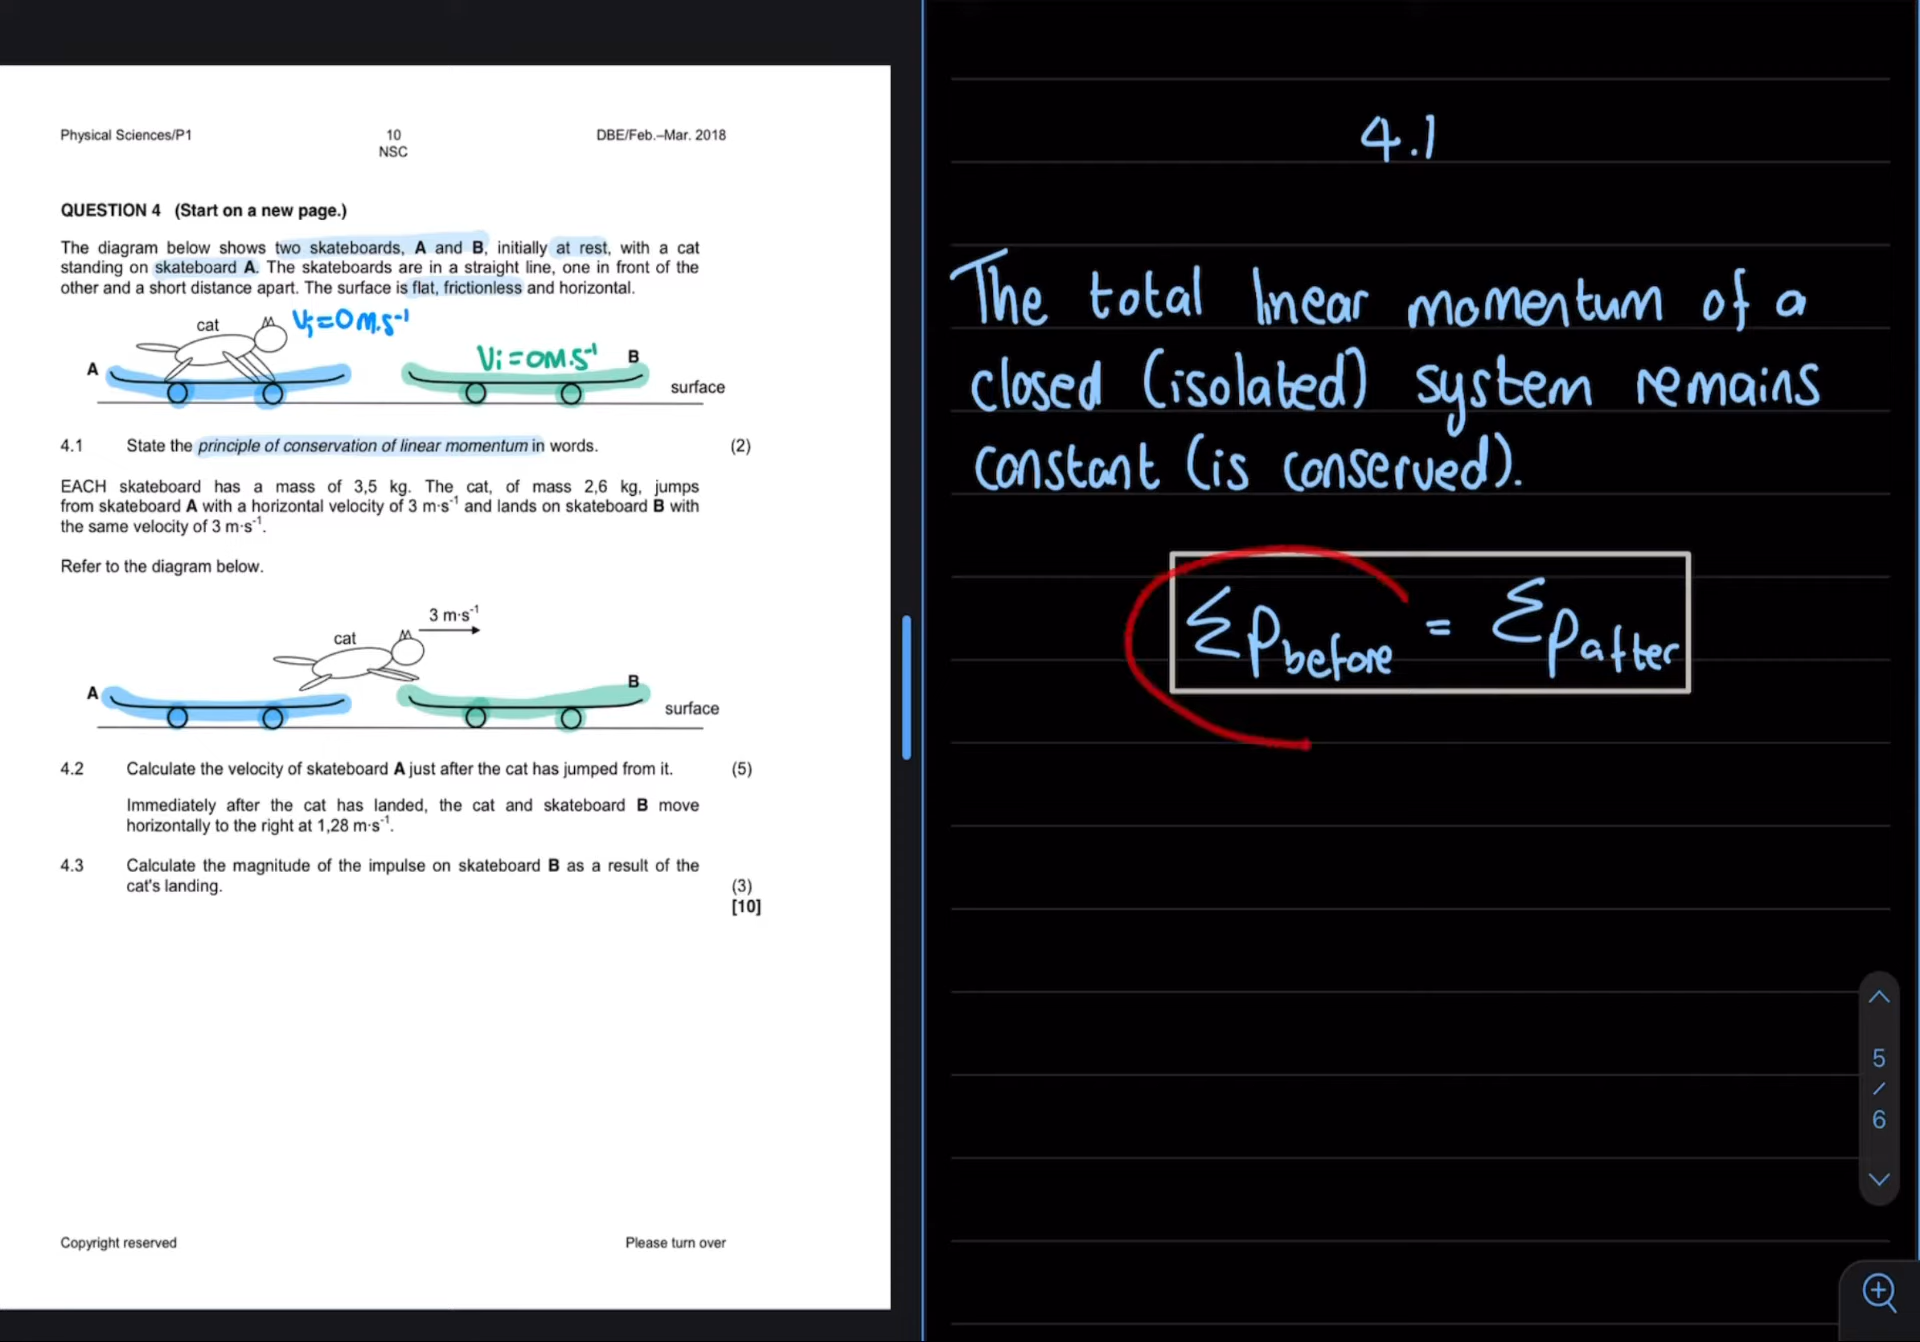 Physical Sciences/P1 10 DBE/Feb.–Mar. 2018
NSC
QUESTION 4 (Start on a new page.)
The diagram below shows two skateboards, A and B, initially at rest, with a cat
standing on skateboard A. The skateboards are in a straight line, one in front of the
other and a short distance apart. The surface is flat, frictionless and horizontal.
cat Vi=0m.s⁻¹
Vi=0m.s⁻¹ B
A
surface
4.1 State the principle of conservation of linear momentum in words. (2)
EACH skateboard has a mass of 3,5 kg. The cat, of mass 2,6 kg, jumps
from skateboard A with a horizontal velocity of 3 m·s⁻¹ and lands on skateboard B with
the same velocity of 3 m·s⁻¹.
Refer to the diagram below.
3 m·s⁻¹
cat
A B
surface
4.2 Calculate the velocity of skateboard A just after the cat has jumped from it. (5)
Immediately after the cat has landed, the cat and skateboard B move
horizontally to the right at 1,28 m·s⁻¹.
4.3 Calculate the magnitude of the impulse on skateboard B as a result of the
cat's landing. (3)
[10]
Copyright reserved Please turn over
4.1
The total linear momentum of a
closed (isolated) system remains
constant (is conserved).
Σpbefore = Σpafter
5
/
6